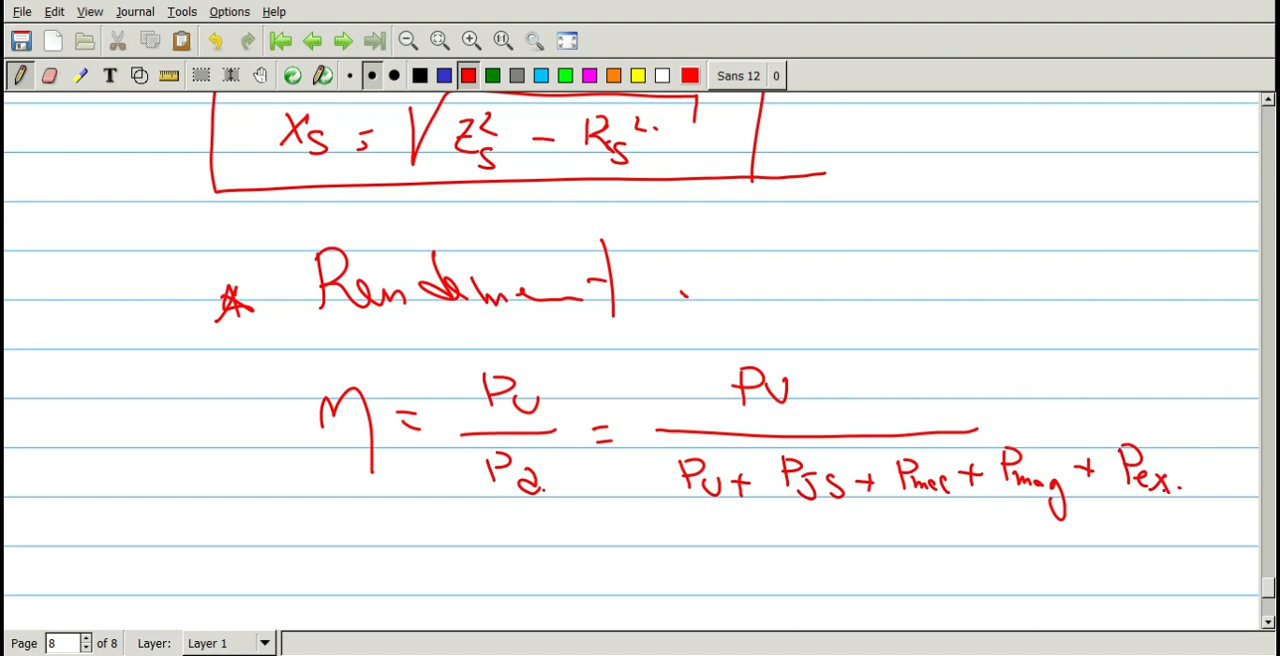 File Edit View Journal Tools Options Help
Sans 12 0
Xs = √Zs² - Rs²
* Rendement
η = Pu / Pa = Pu / Pu + PJs + Pmec + Pmag + Pex.
Page 8 of 8 Layer: Layer 1